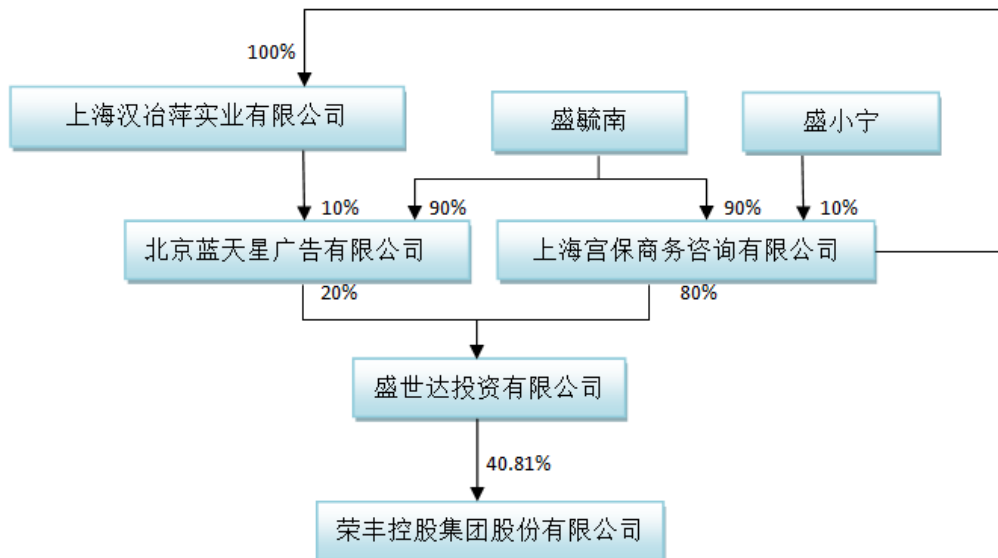 100%
上海汉冶萍实业有限公司
盛毓南
盛小宁
10%
90%
90%
10%
北京蓝天星广告有限公司
上海宫保商务咨询有限公司
20%
80%
盛世达投资有限公司
40.81%
荣丰控股集团股份有限公司